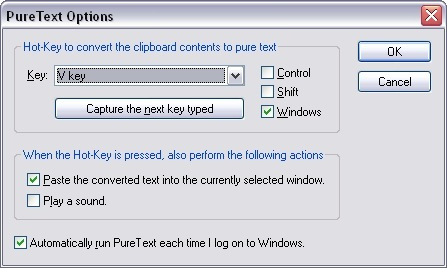 PureText Options
Hot-Key to convert the clipboard contents to pure text
Key: V key
Control
Shift
Windows
Capture the next key typed
OK
Cancel
When the Hot-Key is pressed, also perform the following actions
Paste the converted text into the currently selected window.
Play a sound.
Automatically run PureText each time I log on to Windows.